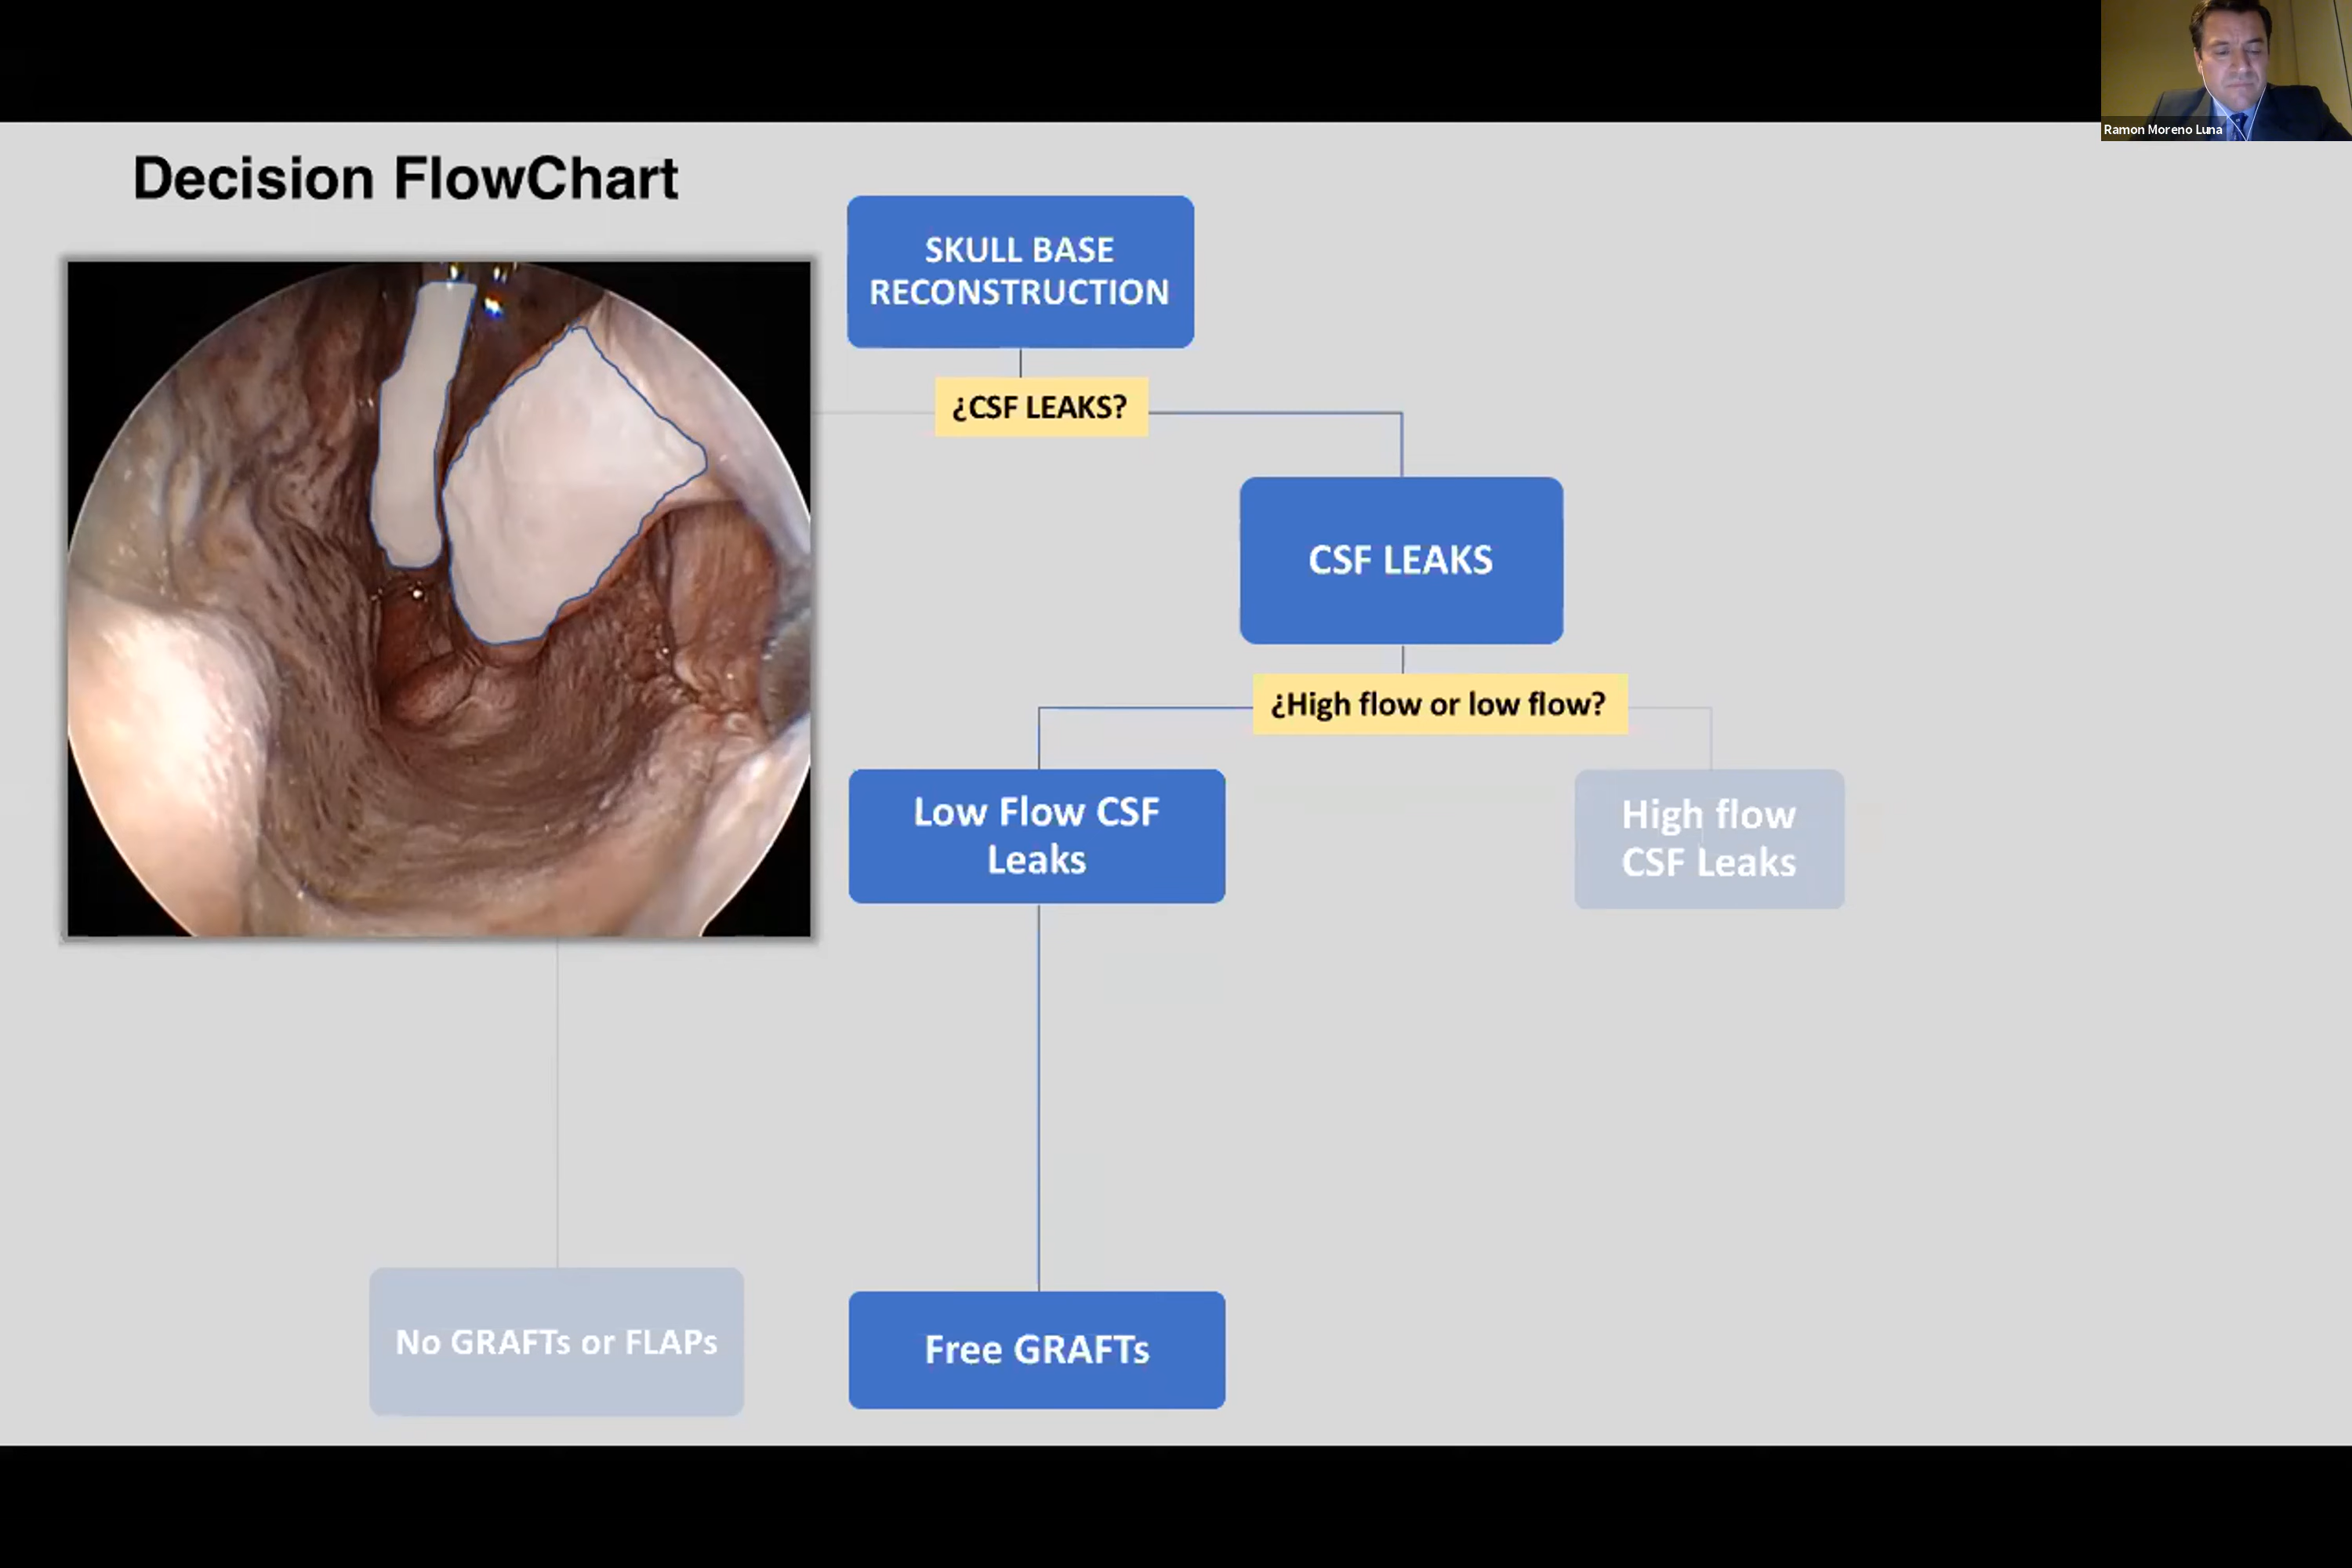 Ramon Moreno Luna
Decision FlowChart
SKULL BASE
RECONSTRUCTION
¿CSF LEAKS?
CSF LEAKS
¿High flow or low flow?
Low Flow CSF
Leaks
High flow
CSF Leaks
No GRAFTs or FLAPs
Free GRAFTs